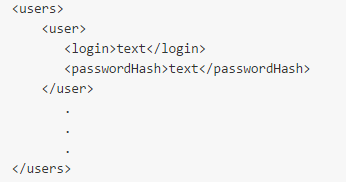 <users>
<user>
<login>text</login>
<passwordHash>text</passwordHash>
</user>
.
.
.
</users>